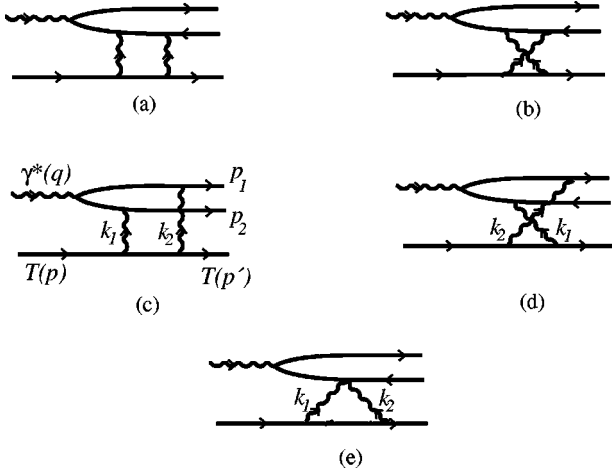 (a)
(b)
γ*(q)
p₁
p₂
k₁
k₂
T(p)
T(p′)
(c)
k₂
k₁
(d)
k₁
k₂
(e)